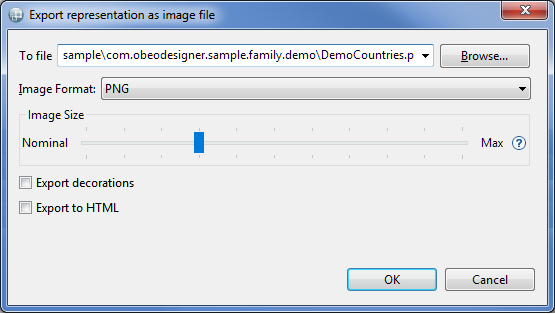 Export representation as image file
To file sample\com.obeodesigner.sample.family.demo\DemoCountries.p Browse...
Image Format: PNG
Image Size
Nominal Max ?
Export decorations
Export to HTML
OK Cancel